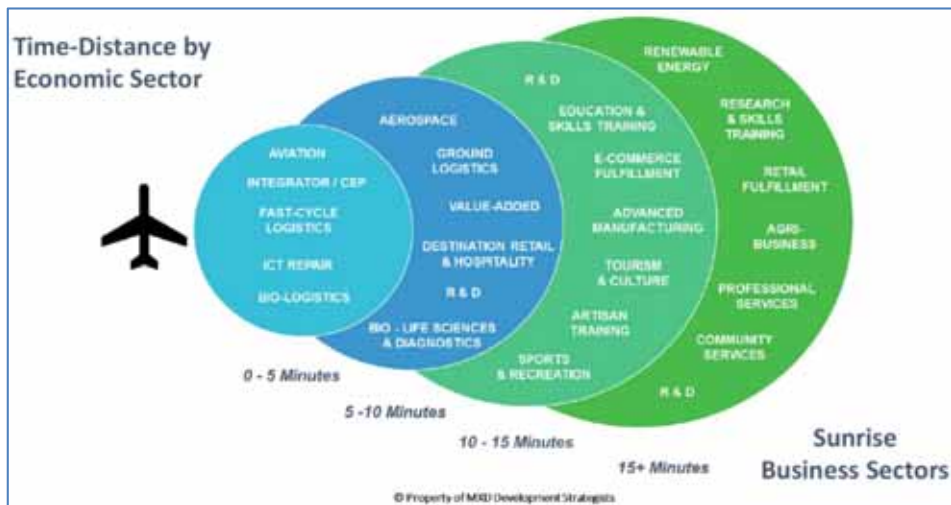 Time-Distance by
Economic Sector
AVIATION
INTEGRATOR / CEP
FAST-CYCLE
LOGISTICS
ICT REPAIR
BIO-LOGISTICS
0 - 5 Minutes
AEROSPACE
GROUND
LOGISTICS
VALUE-ADDED
DESTINATION RETAIL
& HOSPITALITY
R & D
BIO - LIFE SCIENCES
& DIAGNOSTICS
5 -10 Minutes
R & D
EDUCATION &
SKILLS TRAINING
E-COMMERCE
FULFILLMENT
ADVANCED
MANUFACTURING
TOURISM
& CULTURE
ARTISAN
TRAINING
SPORTS
& RECREATION
10 - 15 Minutes
RENEWABLE
ENERGY
RESEARCH
& SKILLS
TRAINING
RETAIL
FULFILLMENT
AGRI-
BUSINESS
PROFESSIONAL
SERVICES
COMMUNITY
SERVICES
R & D
15+ Minutes
Sunrise
Business Sectors
© Property of MXD Development Strategists